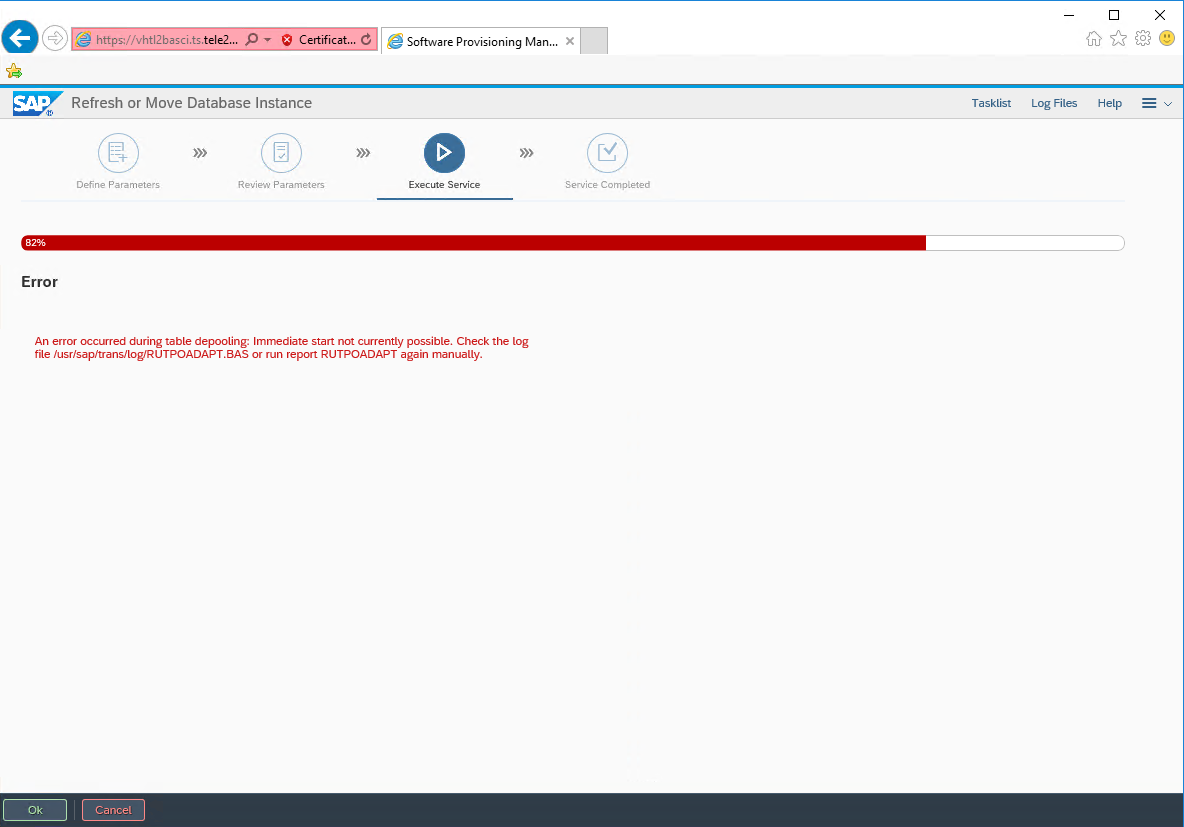 https://vhtl2basci.ts.tele2...
Certificat...
Software Provisioning Man...
SAP
®
Refresh or Move Database Instance
Tasklist
Log Files
Help
Define Parameters
Review Parameters
Execute Service
Service Completed
82%
Error
An error occurred during table depooling: Immediate start not currently possible. Check the log
file /usr/sap/trans/log/RUTPOADAPT.BAS or run report RUTPOADAPT again manually.
Ok
Cancel